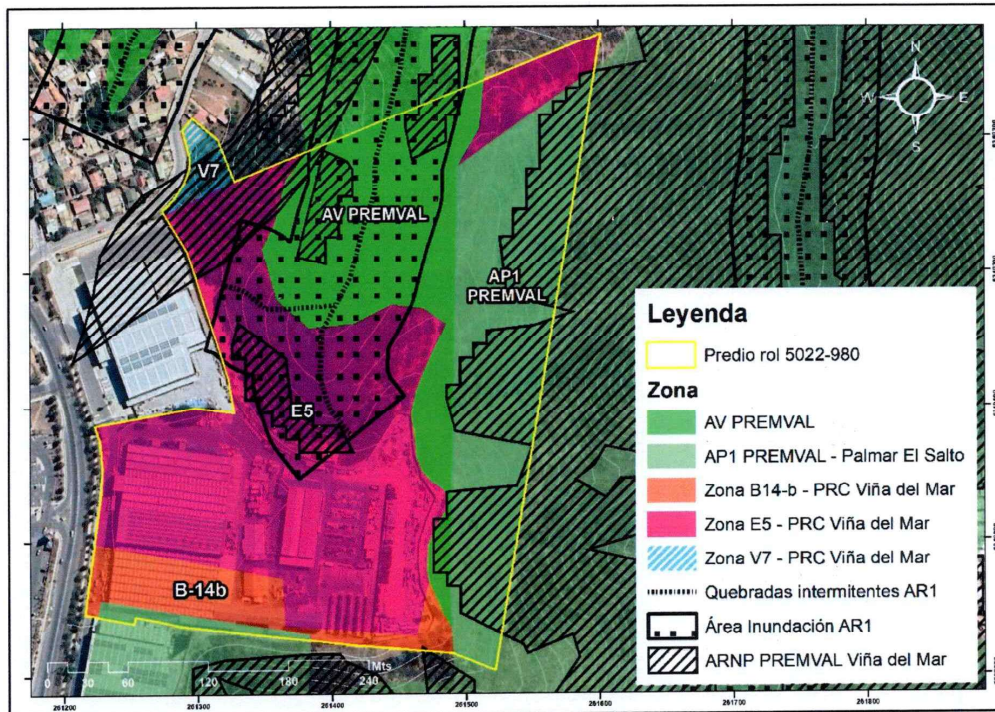 N
W
E
S
V7
AV PREMVAL
AP1
PREMVAL
E5
B-14b
Leyenda
Predio rol 5022-980
Zona
AV PREMVAL
AP1 PREMVAL - Palmar El Salto
Zona B14-b - PRC Viña del Mar
Zona E5 - PRC Viña del Mar
Zona V7 - PRC Viña del Mar
Quebradas intermitentes AR1
Área Inundación AR1
ARNP PREMVAL Viña del Mar
Mts
0 30 60 120 180 240
261200 261300 261400 261500 261600 261700 261800